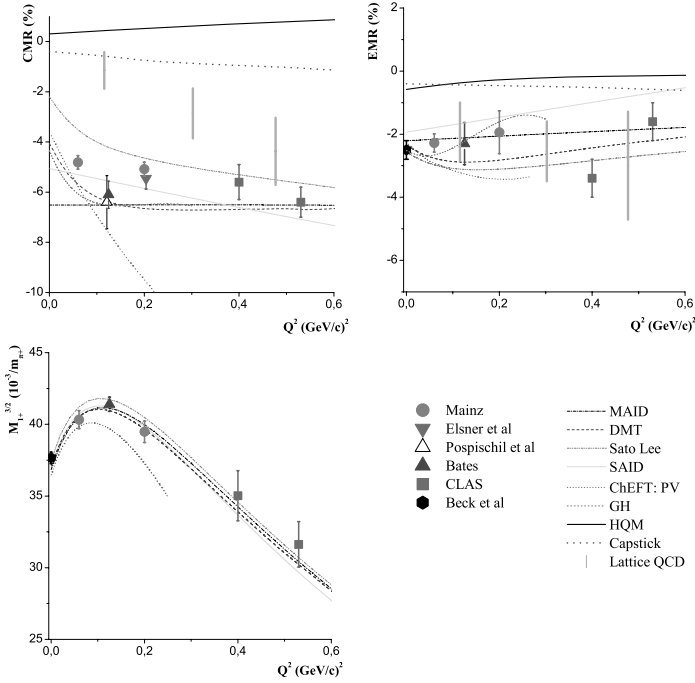 CMR (%)
0
-2
-4
-6
-8
-10
0,0 0,2 0,4 0,6
Q² (GeV/c)²
EMR (%)
2
0
-2
-4
-6
0,0 0,2 0,4 0,6
Q² (GeV/c)²
M₁₊³ᐟ² (10⁻³/mπ+)
45
40
35
30
25
0,0 0,2 0,4 0,6
Q² (GeV/c)²
Mainz
Elsner et al
Pospischil et al
Bates
CLAS
Beck et al
MAID
DMT
Sato Lee
SAID
ChEFT: PV
GH
HQM
Capstick
Lattice QCD